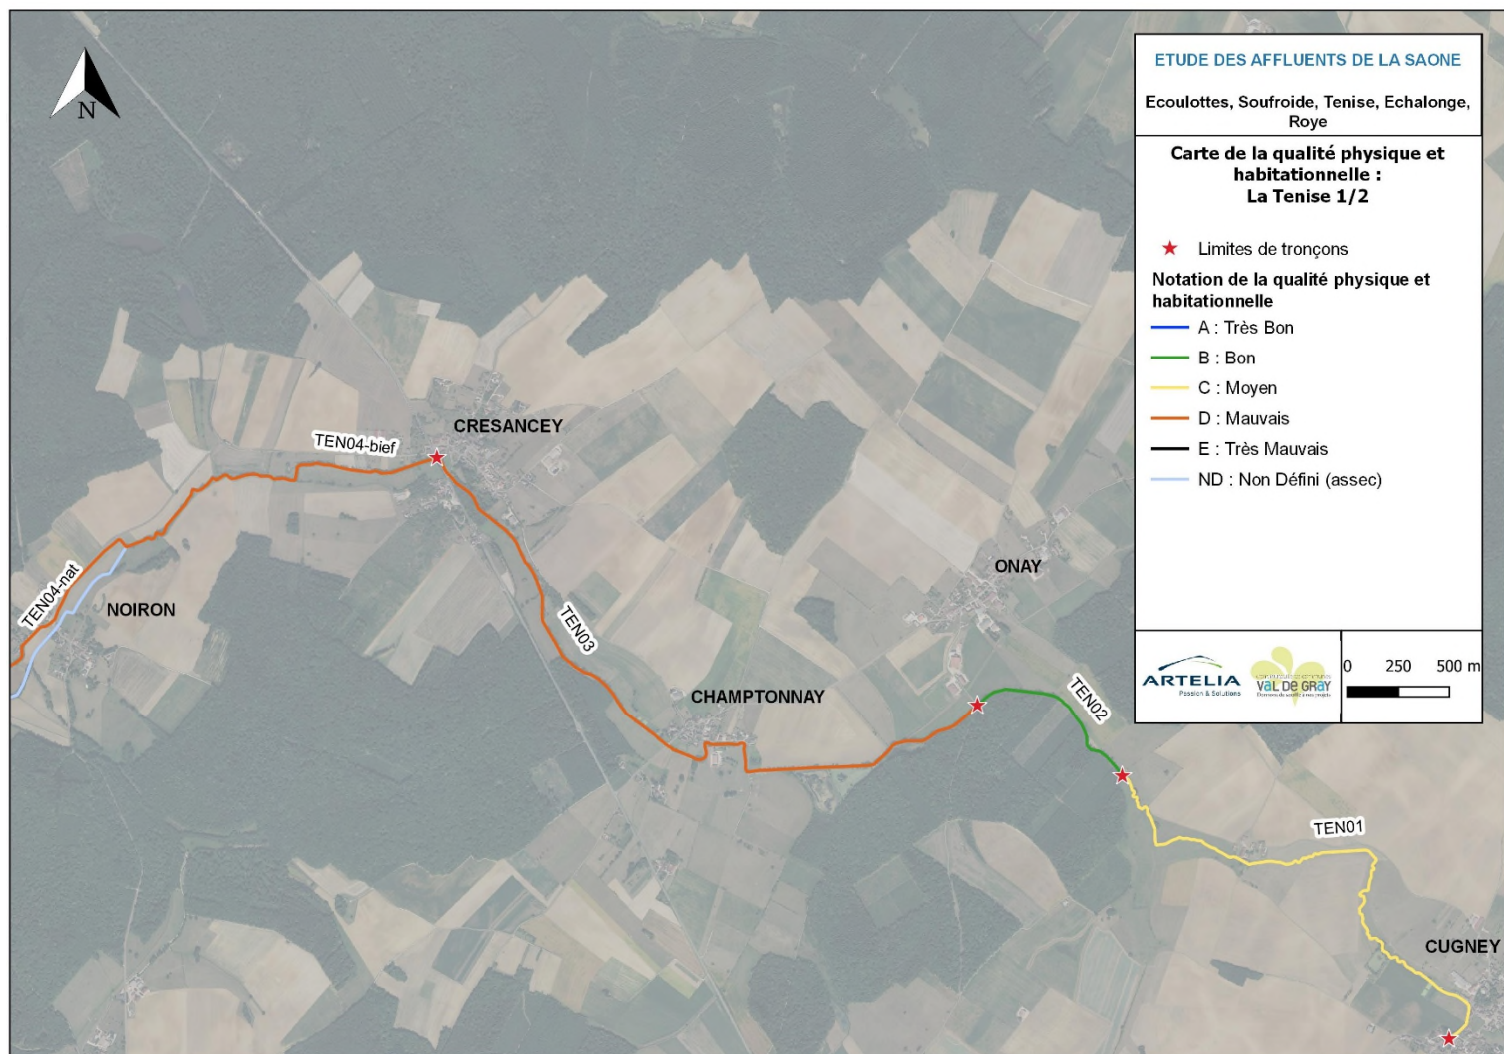 N
ETUDE DES AFFLUENTS DE LA SAONE
Ecoulottes, Soufroide, Tenise, Echalonge,
Roye
Carte de la qualité physique et
habitationnelle :
La Tenise 1/2
Limites de tronçons
Notation de la qualité physique et
habitationnelle
A : Très Bon
B : Bon
C : Moyen
D : Mauvais
E : Très Mauvais
ND : Non Défini (assec)
ARTELIA
Passion & Solutions
VAL DE GRAY
0 250 500 m
CRESANCEY
TEN04-bief
TEN04-nat
NOIRON
TEN03
CHAMPTONNAY
ONAY
TEN02
TEN01
CUGNEY